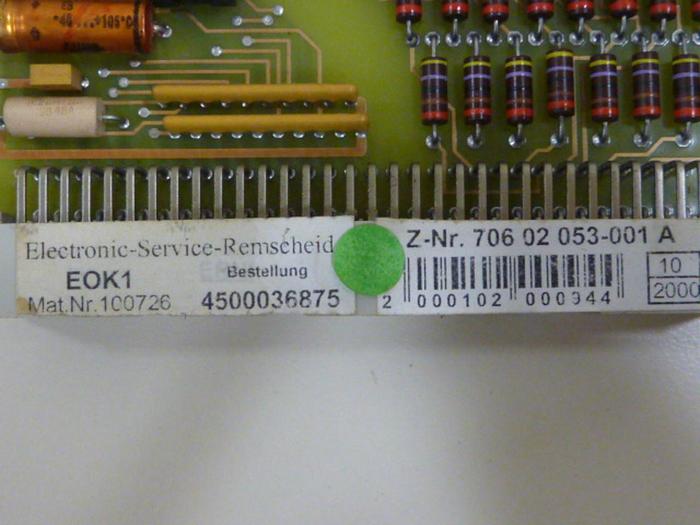 Electronic-Service-Remscheid
EOK1
Bestellung
Mat.Nr.100726
4500036875
Z-Nr. 706 02 053-001 A
2 000102 000944
10
2000